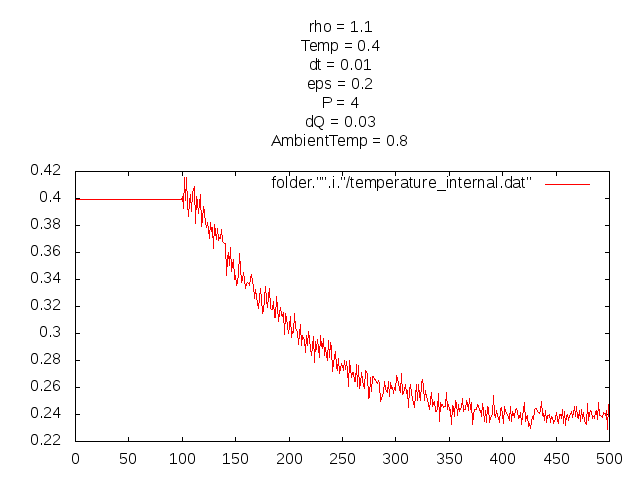 rho = 1.1
Temp = 0.4
dt = 0.01
eps = 0.2
P = 4
dQ = 0.03
AmbientTemp = 0.8
folder."".i."/temperature_internal.dat"
0.42
0.4
0.38
0.36
0.34
0.32
0.3
0.28
0.26
0.24
0.22
0 50 100 150 200 250 300 350 400 450 500